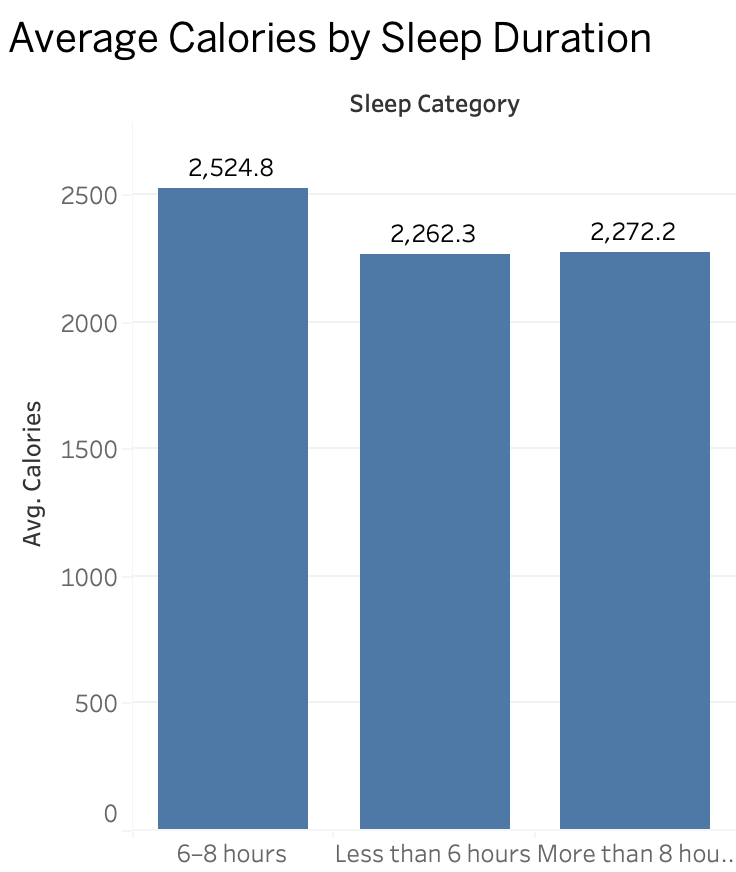 Average Calories by Sleep Duration
Sleep Category
2,524.8
2,262.3
2,272.2
Avg. Calories
2500
2000
1500
1000
500
0
6–8 hours
Less than 6 hours
More than 8 hou..